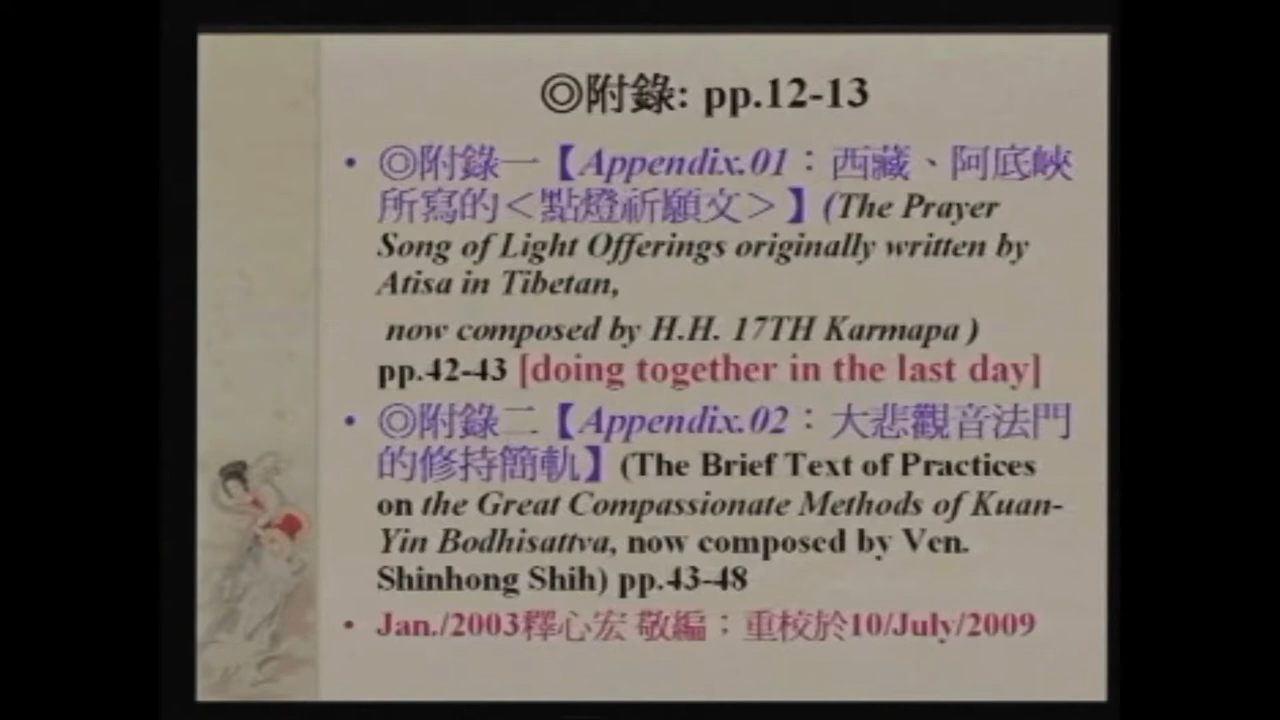 ◎附錄: pp.12-13
• ◎附錄一【Appendix.01：西藏、阿底峽
所寫的＜點燈祈願文＞】(The Prayer
Song of Light Offerings originally written by
Atisa in Tibetan,
now composed by H.H. 17TH Karmapa )
pp.42-43 [doing together in the last day]
• ◎附錄二【Appendix.02：大悲觀音法門
的修持簡軌】(The Brief Text of Practices
on the Great Compassionate Methods of Kuan-
Yin Bodhisattva, now composed by Ven.
Shinhong Shih) pp.43-48
• Jan./2003釋心宏 敬編；重校於10/July/2009